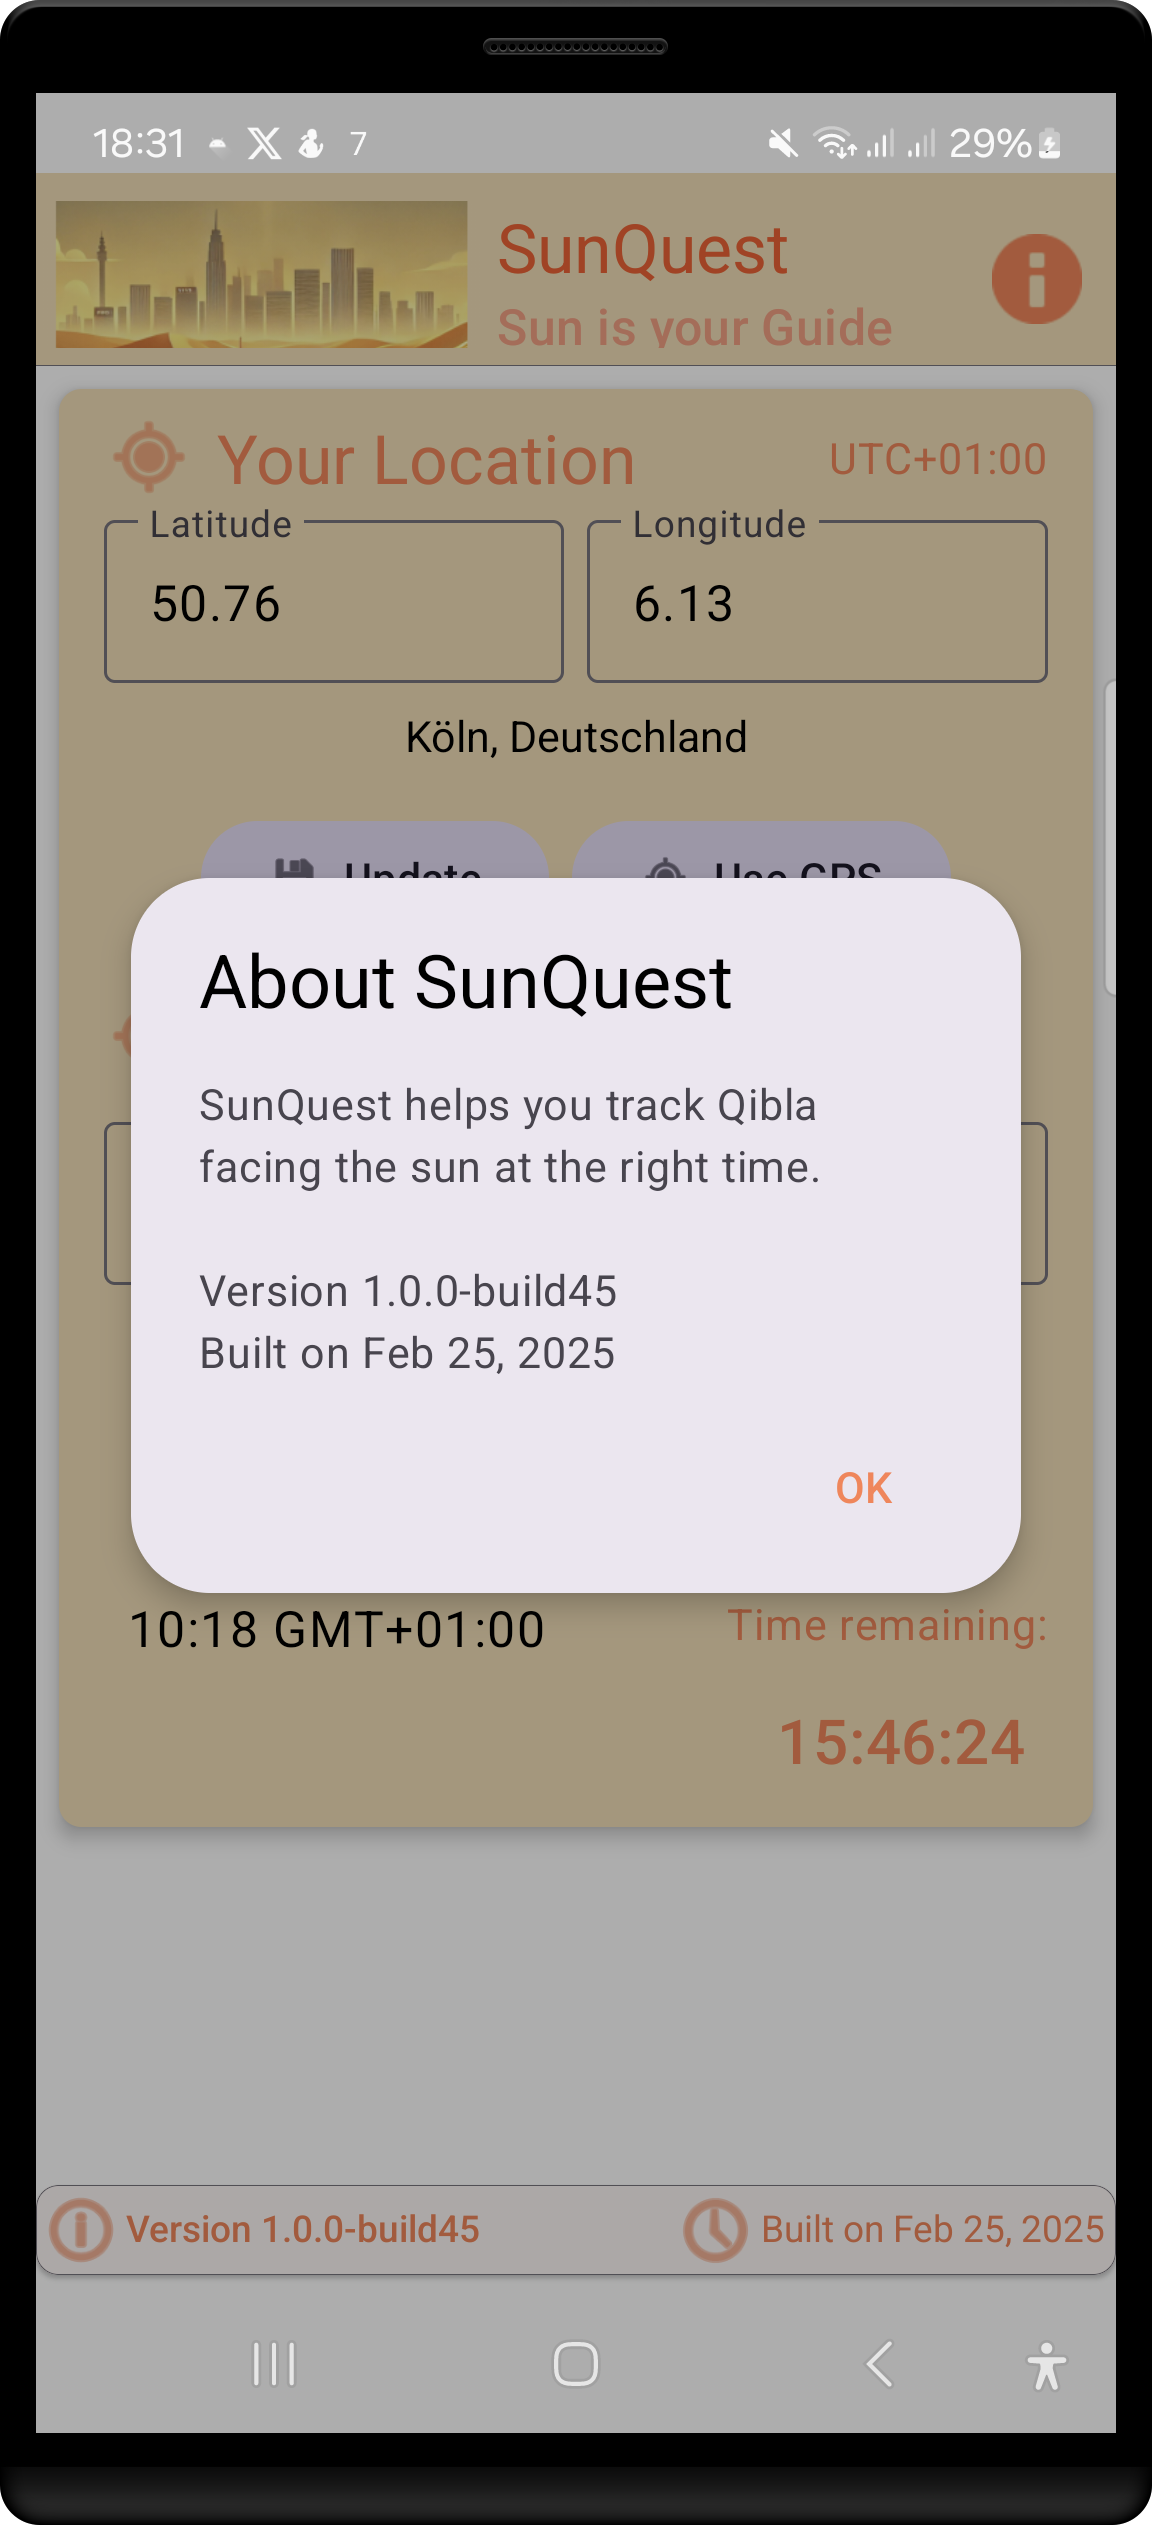 18:31
7
29%
SunQuest
Sun is your Guide
Your Location
UTC+01:00
Latitude
Longitude
50.76
6.13
Köln, Deutschland
Update
Use GPS
About SunQuest
SunQuest helps you track Qibla
facing the sun at the right time.
Version 1.0.0-build45
Built on Feb 25, 2025
OK
10:18 GMT+01:00
Time remaining:
15:46:24
Version 1.0.0-build45
Built on Feb 25, 2025